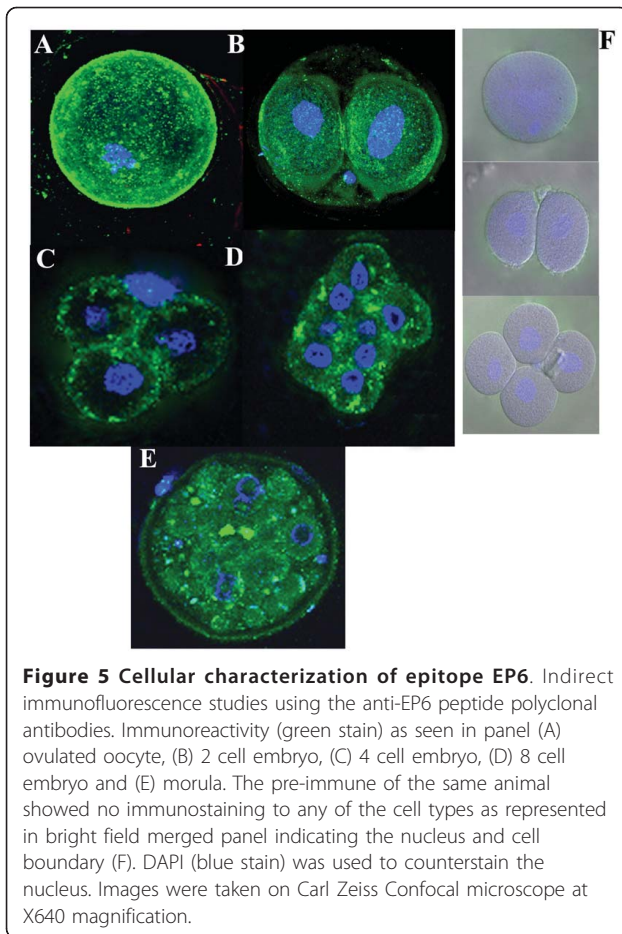 A
B
F
C
D
E
Figure 5 Cellular characterization of epitope EP6. Indirect
immunofluorescence studies using the anti-EP6 peptide polyclonal
antibodies. Immunoreactivity (green stain) as seen in panel (A)
ovulated oocyte, (B) 2 cell embryo, (C) 4 cell embryo, (D) 8 cell
embryo and (E) morula. The pre-immune of the same animal
showed no immunostaining to any of the cell types as represented
in bright field merged panel indicating the nucleus and cell
boundary (F). DAPI (blue stain) was used to counterstain the
nucleus. Images were taken on Carl Zeiss Confocal microscope at
X640 magnification.